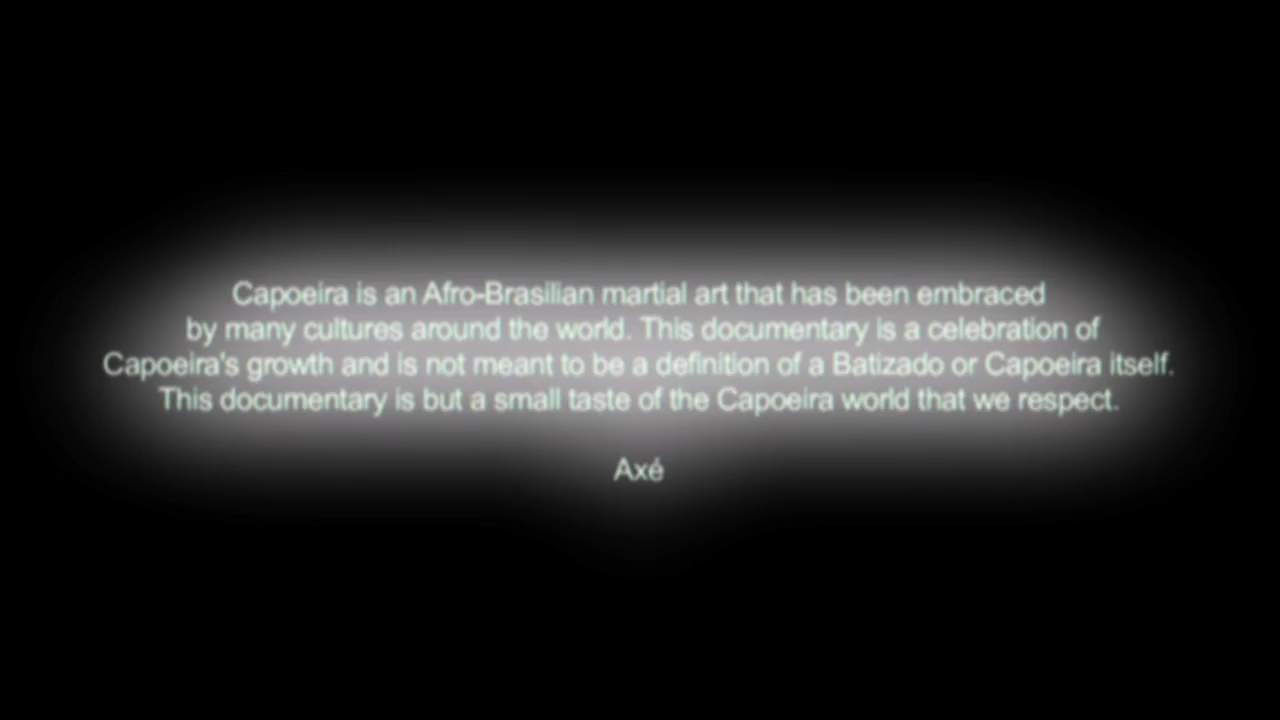 Capoeira is an Afro-Brasilian martial art that has been embraced
by many cultures around the world. This documentary is a celebration of
Capoeira's growth and is not meant to be a definition of a Batizado or Capoeira itself.
This documentary is but a small taste of the Capoeira world that we respect.
Axé